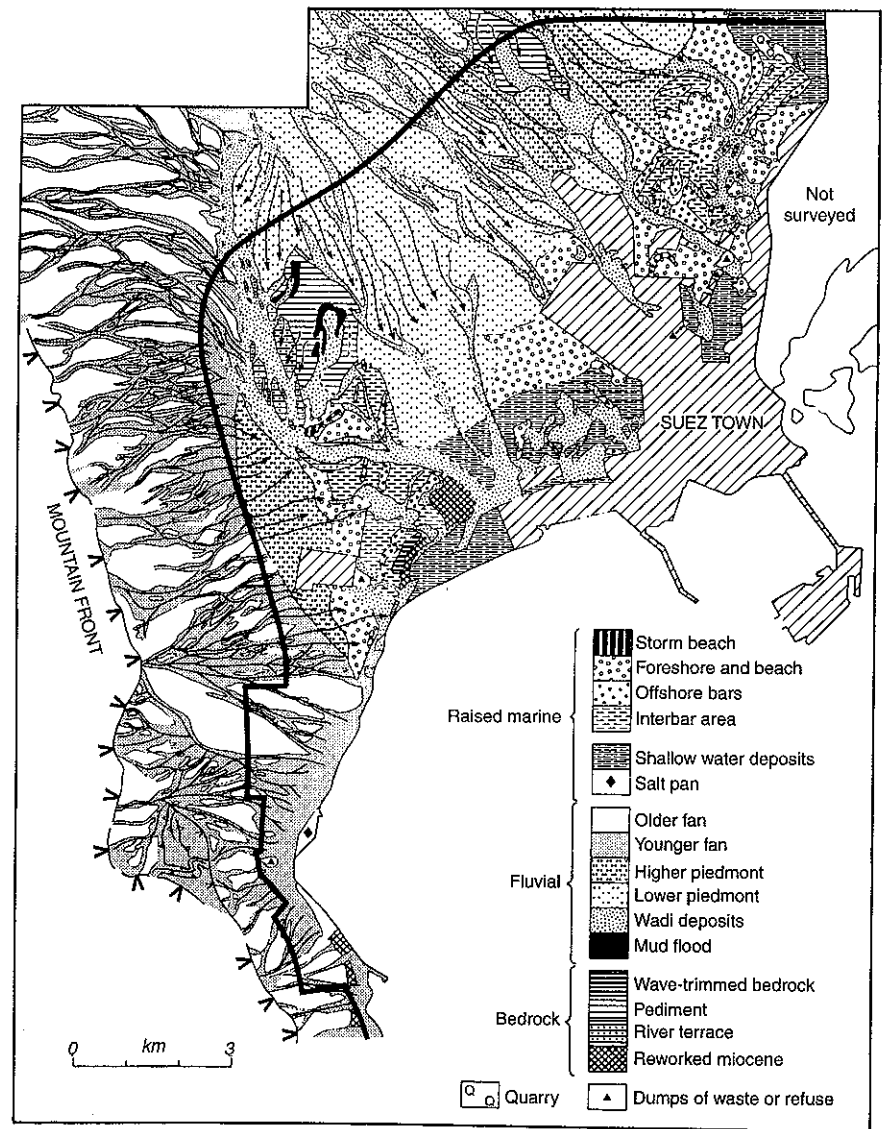 Not
surveyed
SUEZ TOWN
MOUNTAIN FRONT
Raised marine
Storm beach
Foreshore and beach
Offshore bars
Interbar area
Shallow water deposits
Salt pan
Fluvial
Older fan
Younger fan
Higher piedmont
Lower piedmont
Wadi deposits
Mud flood
Bedrock
Wave-trimmed bedrock
Pediment
River terrace
Reworked miocene
0 km 3
Q Q Quarry
Dumps of waste or refuse